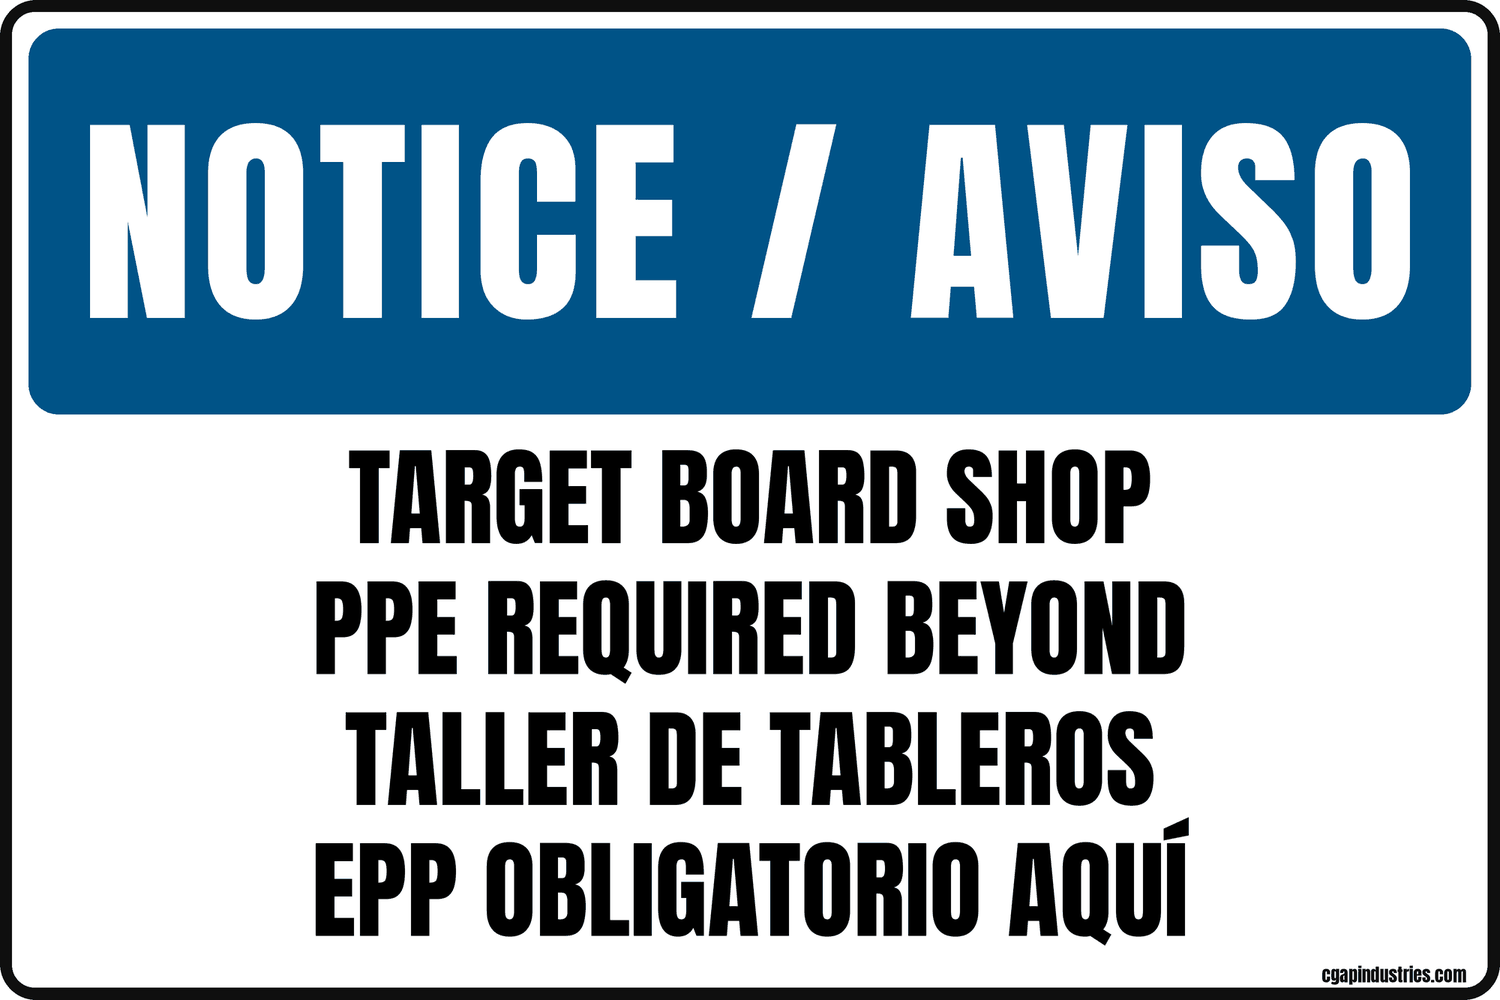 NOTICE / AVISO
TARGET BOARD SHOP
PPE REQUIRED BEYOND
TALLER DE TABLEROS
EPP OBLIGATORIO AQUÍ
cgapindustries.com